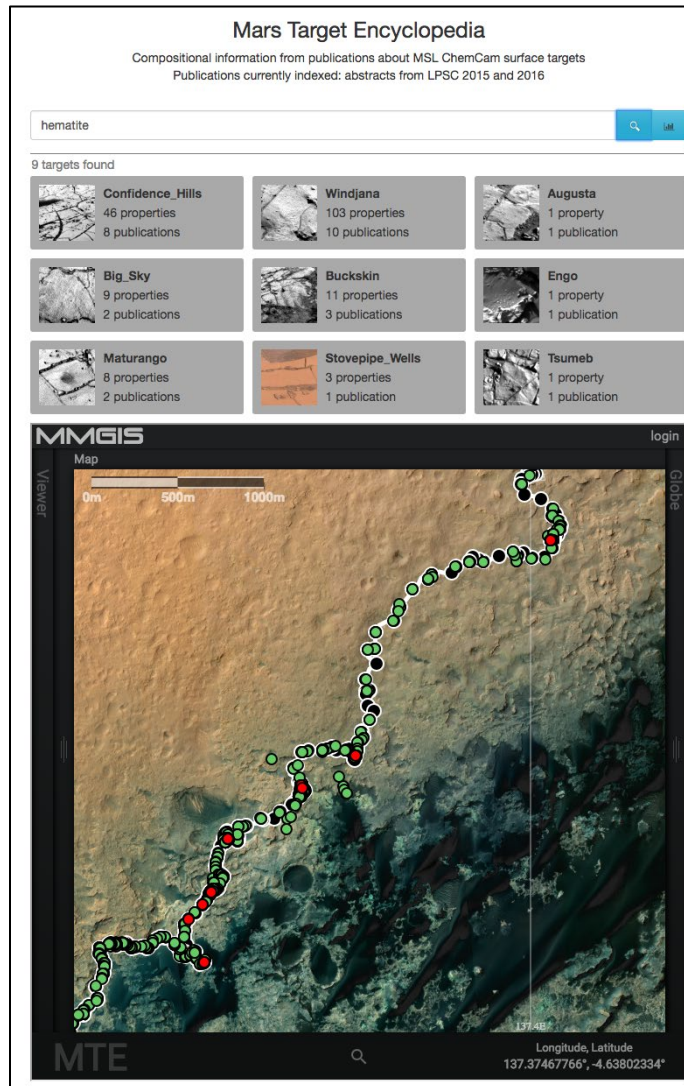 Mars Target Encyclopedia
Compositional information from publications about MSL ChemCam surface targets
Publications currently indexed: abstracts from LPSC 2015 and 2016
hematite
9 targets found
Confidence_Hills
46 properties
8 publications
Windjana
103 properties
10 publications
Augusta
1 property
1 publication
Big_Sky
9 properties
2 publications
Buckskin
11 properties
3 publications
Engo
1 property
1 publication
Maturango
8 properties
2 publications
Stovepipe_Wells
3 properties
1 publication
Tsumeb
1 property
1 publication
MMGIS
login
Map
Viewer
Globe
0m 500m 1000m
137.4E
MTE
Longitude, Latitude
137.37467766°, -4.63802334°